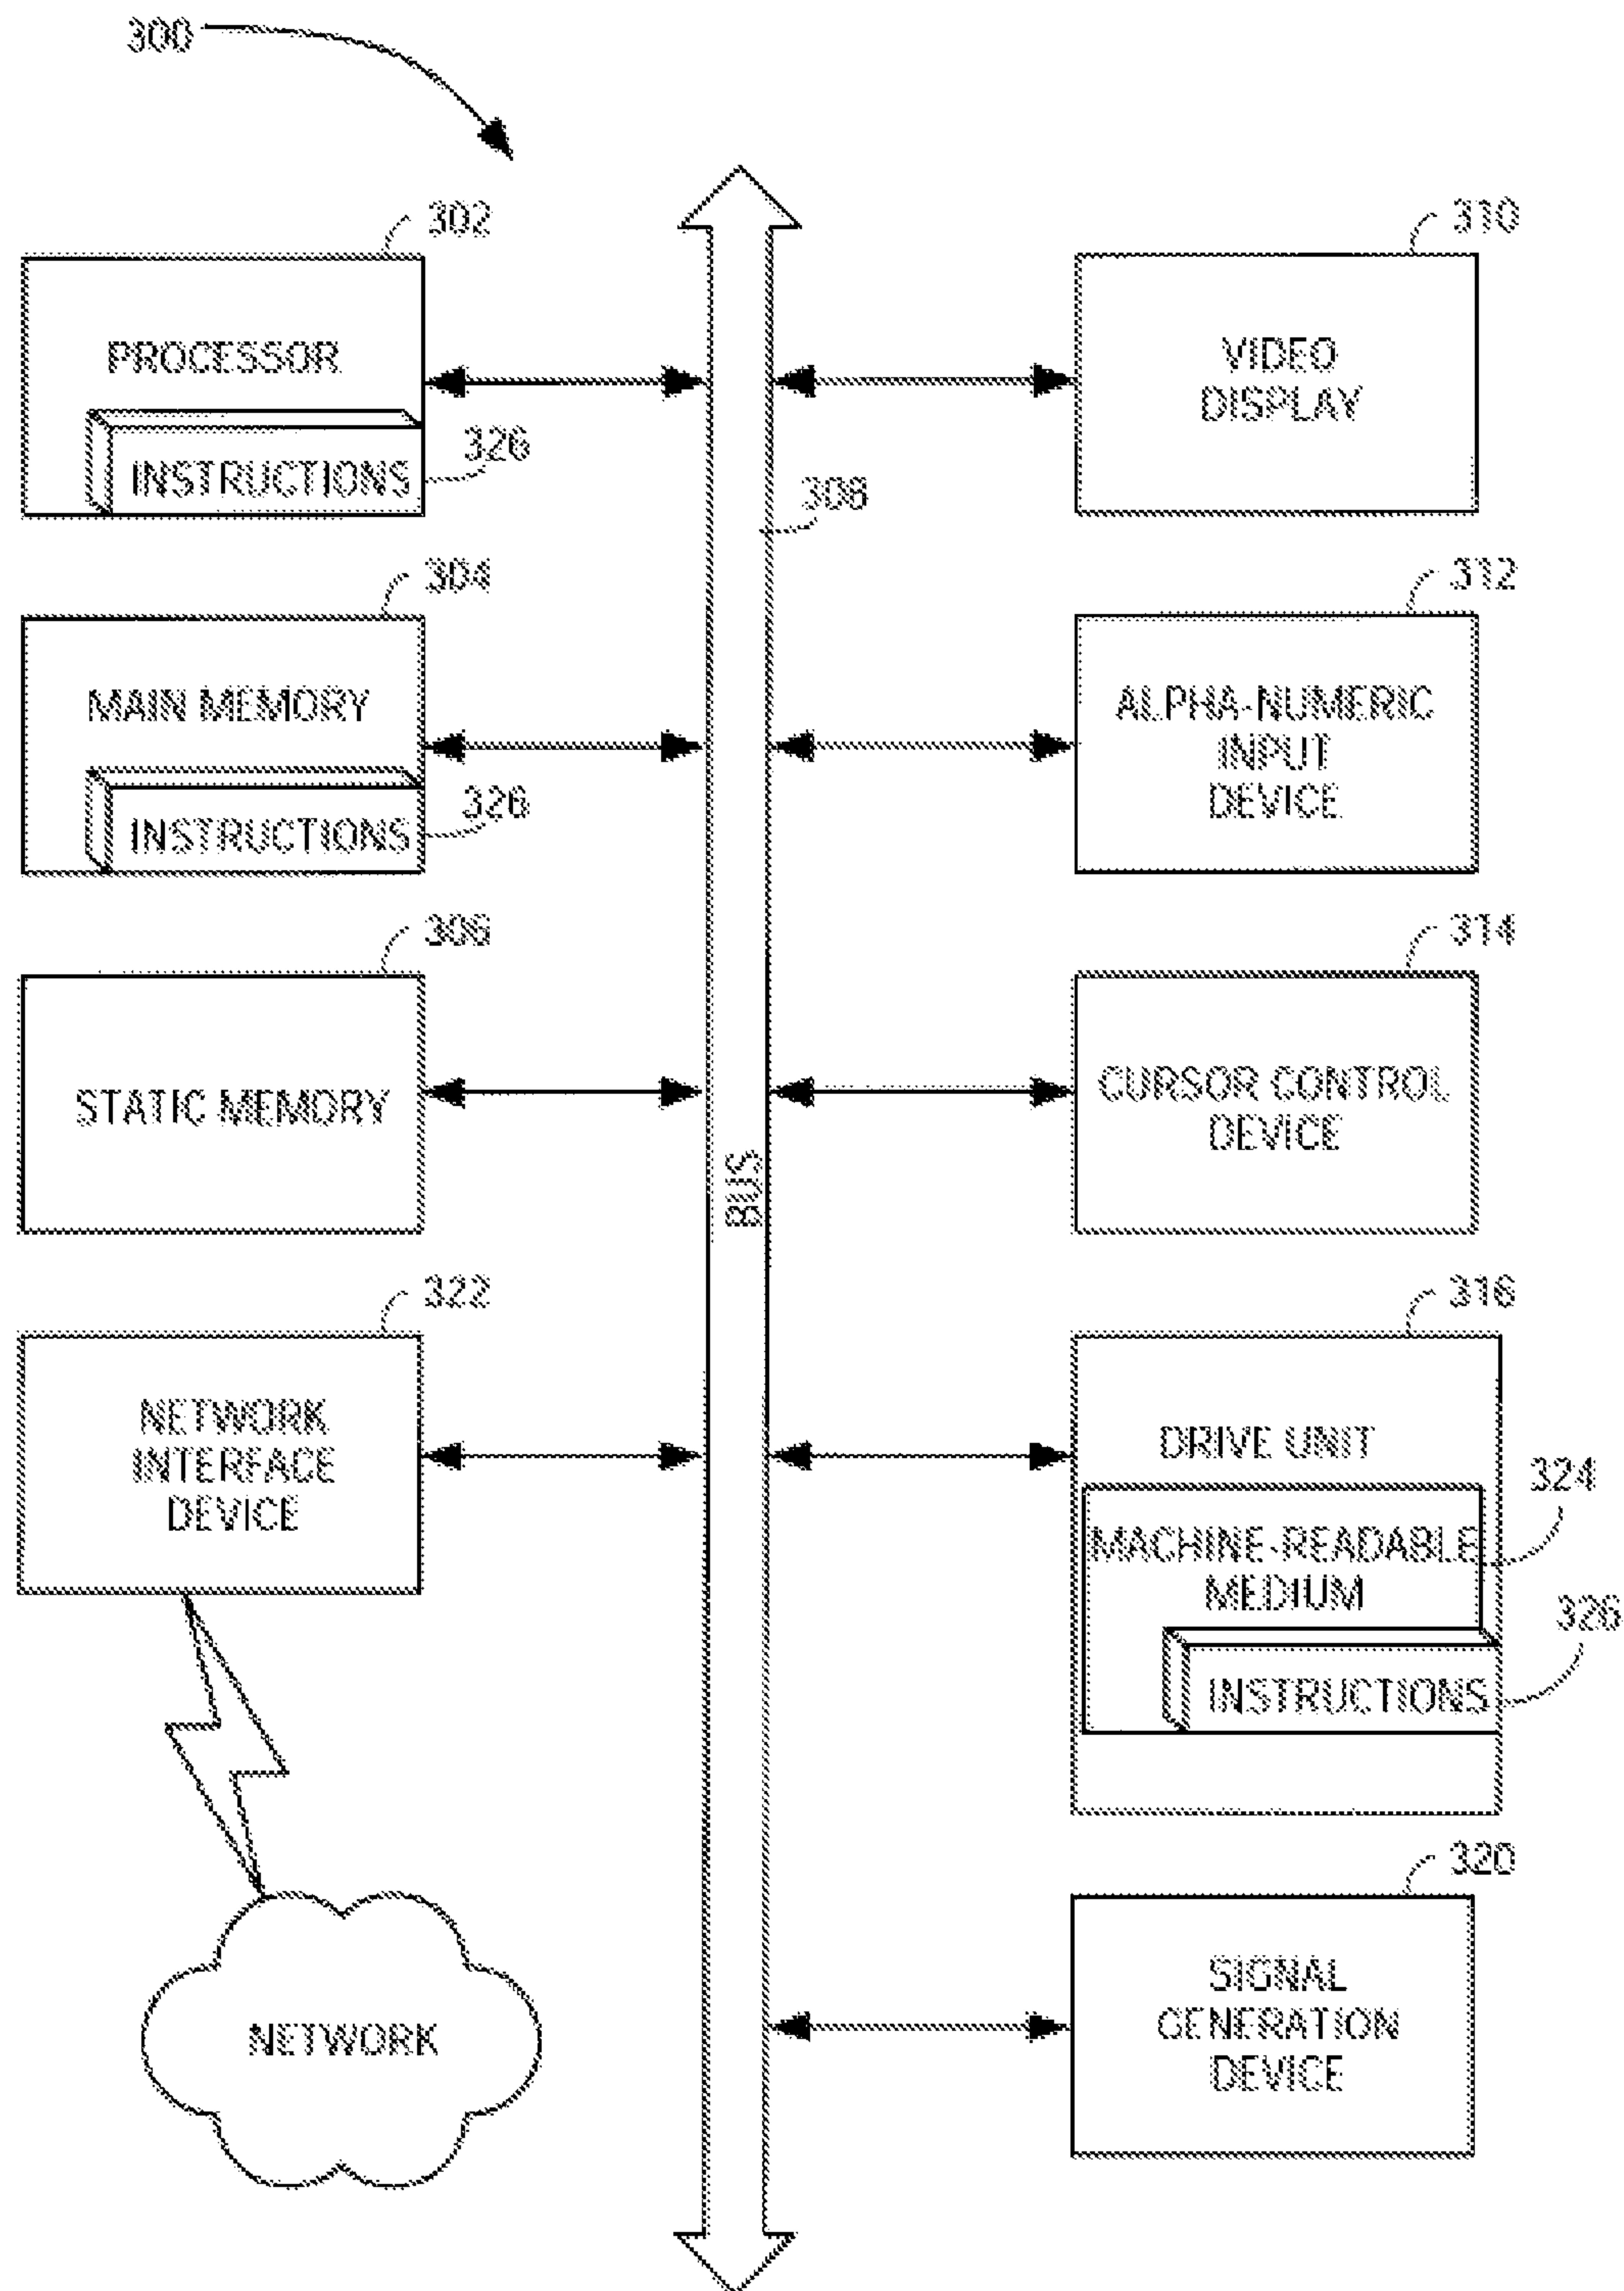 300
302
PROCESSOR
INSTRUCTIONS
326
304
MAIN MEMORY
INSTRUCTIONS
326
306
STATIC MEMORY
322
NETWORK
INTERFACE
DEVICE
NETWORK
308
BUS
310
VIDEO
DISPLAY
312
ALPHA-NUMERIC
INPUT
DEVICE
314
CURSOR CONTROL
DEVICE
316
DRIVE UNIT
324
MACHINE-READABLE
MEDIUM
326
INSTRUCTIONS
320
SIGNAL
GENERATION
DEVICE